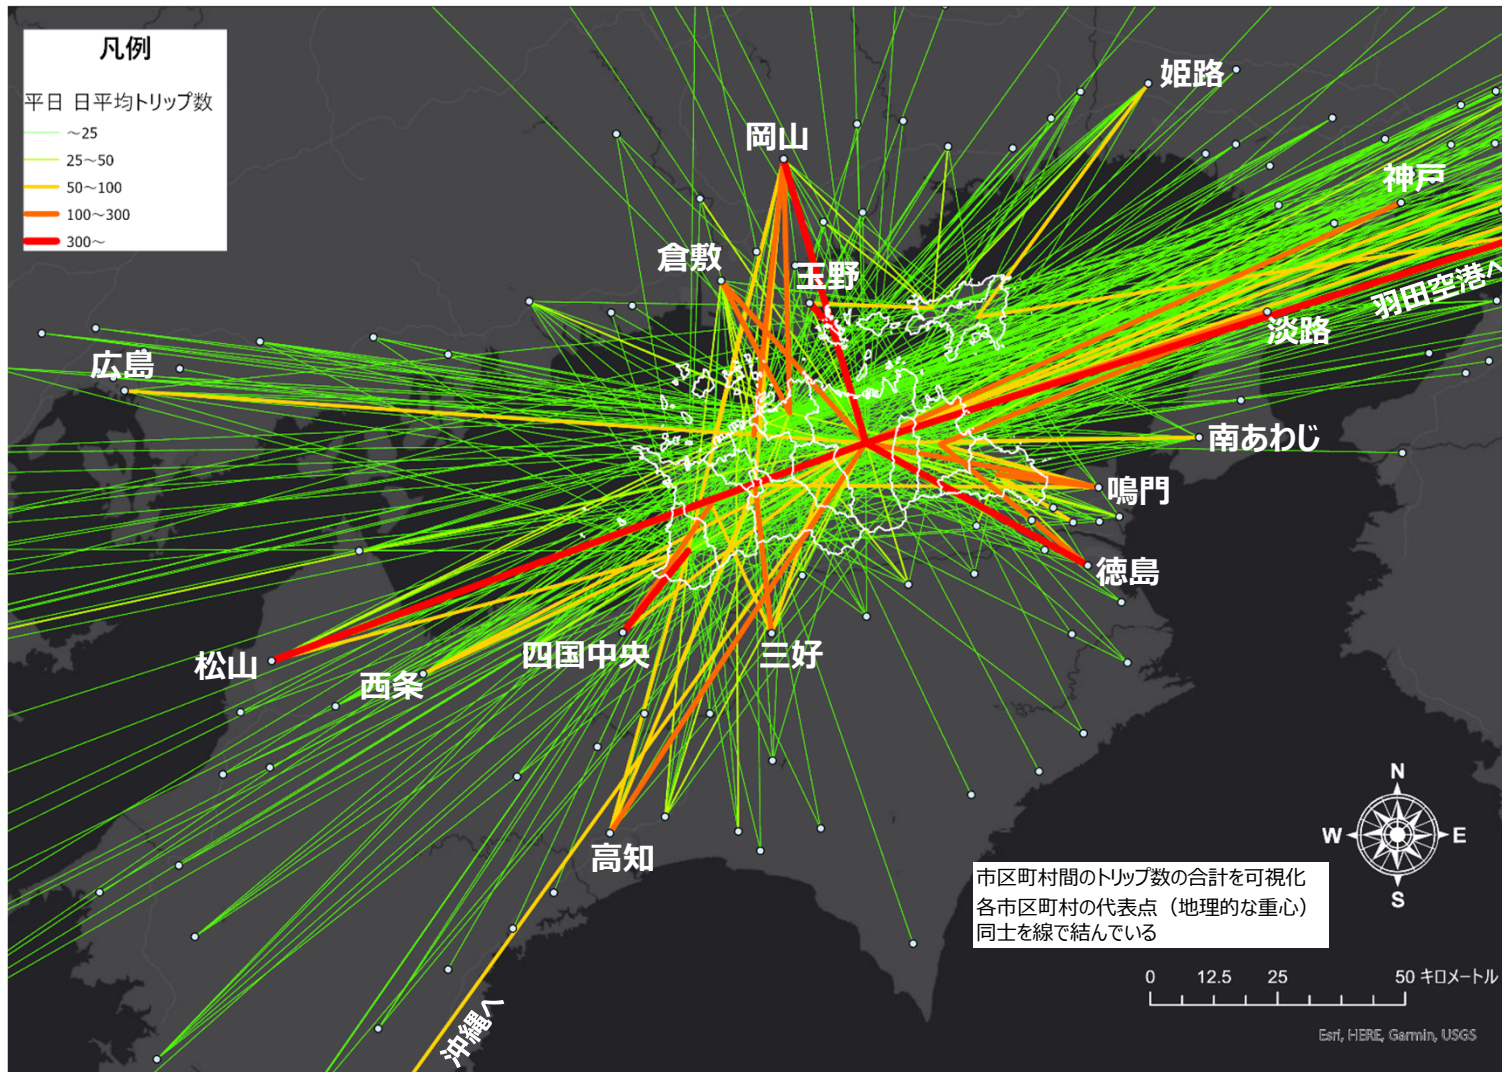 凡例
平日 日平均トリップ数
～25
25～50
50～100
100～300
300～
姫路
岡山
神戸
倉敷
玉野
羽田空港へ
淡路
広島
南あわじ
鳴門
徳島
松山
西条
四国中央
三好
高知
沖縄へ
N
W
E
S
市区町村間のトリップ数の合計を可視化
各市区町村の代表点（地理的な重心）
同士を線で結んでいる
0 12.5 25 50 キロメートル
Esri, HERE, Garmin, USGS